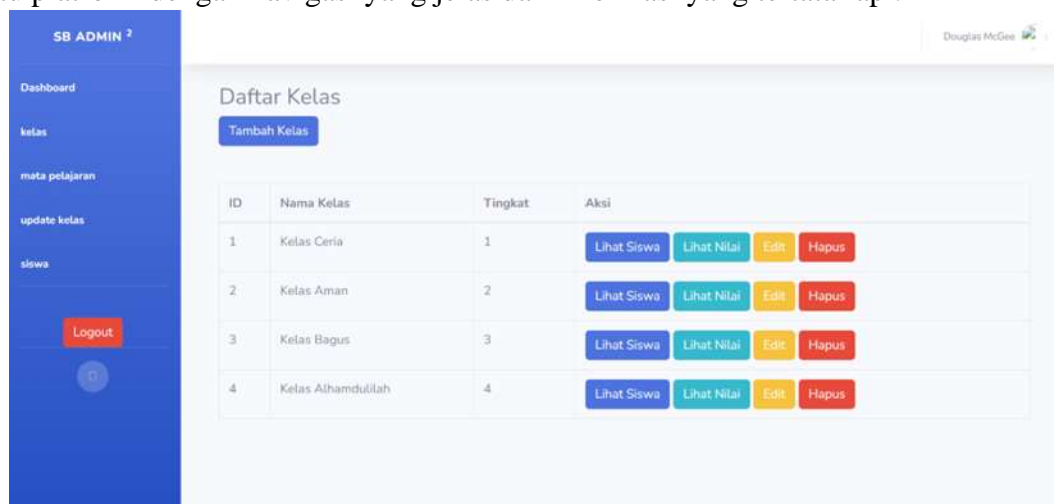 SB ADMIN 2
Douglas McGee
Dashboard
kelas
mata pelajaran
update kelas
siswa
Logout
Daftar Kelas
Tambah Kelas
ID Nama Kelas Tingkat Aksi
1 Kelas Ceria 1 Lihat Siswa Lihat Nilai Edit Hapus
2 Kelas Aman 2 Lihat Siswa Lihat Nilai Edit Hapus
3 Kelas Bagus 3 Lihat Siswa Lihat Nilai Edit Hapus
4 Kelas Alhamdulilah 4 Lihat Siswa Lihat Nilai Edit Hapus